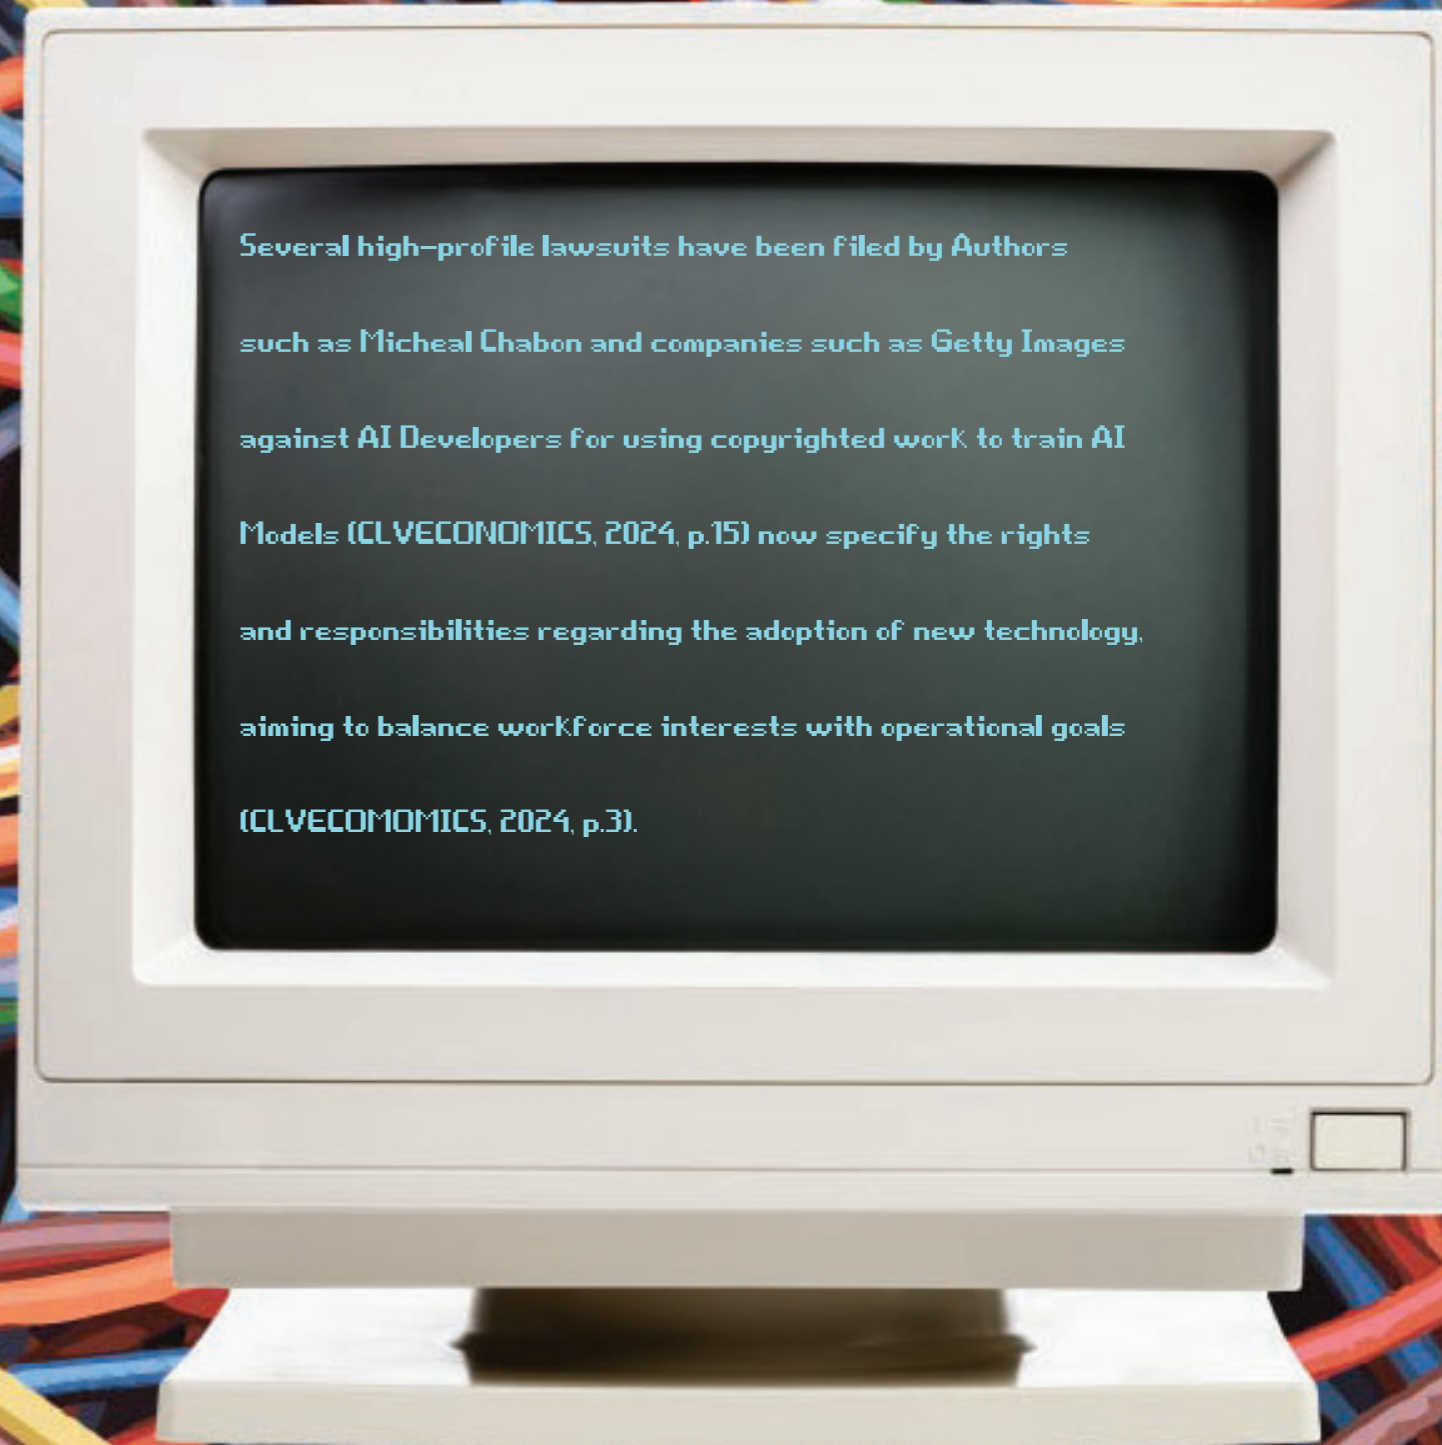 Several high-profile lawsuits have been filed by Authors
such as Micheal Chabon and companies such as Getty Images
against AI Developers for using copyrighted work to train AI
Models (CLVECONOMICS, 2024, p.15) now specify the rights
and responsibilities regarding the adoption of new technology,
aiming to balance workforce interests with operational goals
(CLVECOMOMICS, 2024, p.3).